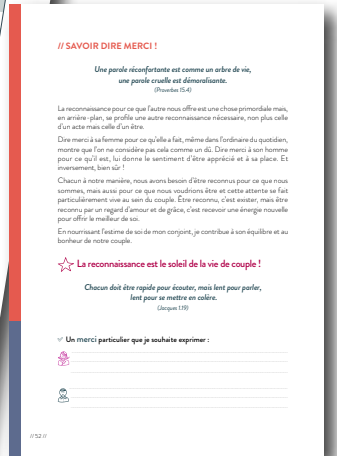 // SAVOIR DIRE MERCI !
Une parole réconfortante est comme un arbre de vie,
une parole cruelle est démoralisante.
(Proverbes 15.4)
La reconnaissance pour ce que l'autre nous offre est une chose primordiale mais,
en arrière-plan, se profile une autre reconnaissance nécessaire, non plus celle
d'un acte mais celle d'un être.
Dire merci à sa femme pour ce qu'elle a fait, même dans l'ordinaire du quotidien,
montre que l'on ne considère pas cela comme un dû. Dire merci à son homme
pour ce qu'il est, lui donne le sentiment d'être apprécié et à sa place. Et
inversement, bien sûr !
Chacun à notre manière, nous avons besoin d'être reconnus pour ce que nous
sommes, mais aussi pour ce que nous voudrions être et cette attente se fait
particulièrement vive au sein du couple. Être reconnu, c'est exister, mais être
reconnu par un regard d'amour et de grâce, c'est recevoir une énergie nouvelle
pour offrir le meilleur de soi.
En nourrissant l'estime de soi de mon conjoint, je contribue à son équilibre et au
bonheur de notre couple.
La reconnaissance est le soleil de la vie de couple !
Chacun doit être rapide pour écouter, mais lent pour parler,
lent pour se mettre en colère.
(Jacques 1.19)
Un merci particulier que je souhaite exprimer :
// 52 //